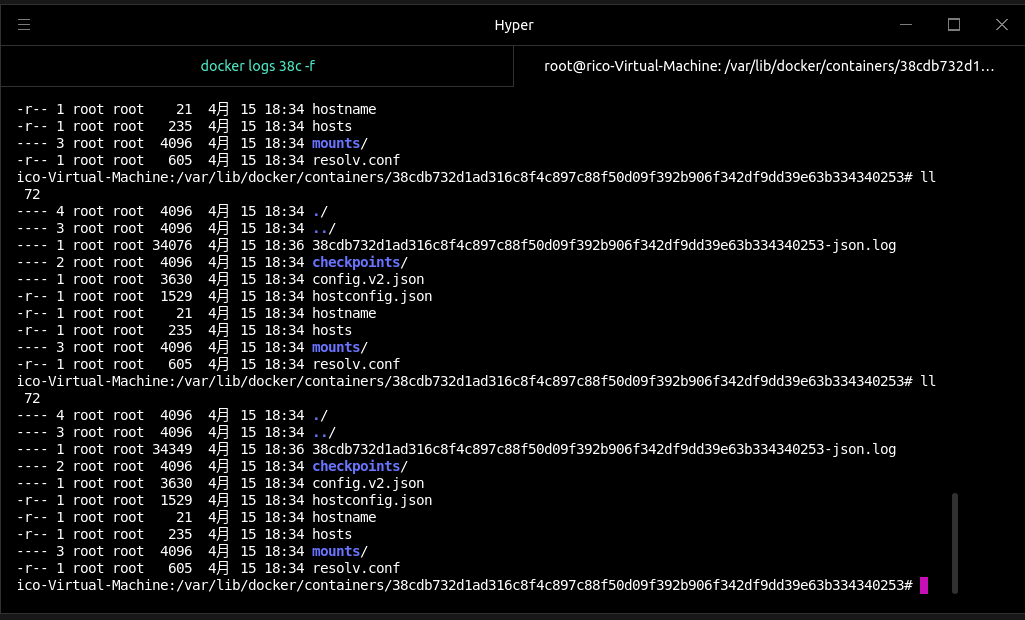 Hyper
docker logs 38c -f
root@rico-Virtual-Machine: /var/lib/docker/containers/38cdb732d1…
-r-- 1 root root    21  4月  15 18:34 hostname
-r-- 1 root root   235  4月  15 18:34 hosts
---- 3 root root  4096  4月  15 18:34 mounts/
-r-- 1 root root   605  4月  15 18:34 resolv.conf
ico-Virtual-Machine:/var/lib/docker/containers/38cdb732d1ad316c8f4c897c88f50d09f392b906f342df9dd39e63b334340253# ll
72
---- 4 root root  4096  4月  15 18:34 ./
---- 3 root root  4096  4月  15 18:34 ../
---- 1 root root 34076  4月  15 18:36 38cdb732d1ad316c8f4c897c88f50d09f392b906f342df9dd39e63b334340253-json.log
---- 2 root root  4096  4月  15 18:34 checkpoints/
---- 1 root root  3630  4月  15 18:34 config.v2.json
-r-- 1 root root  1529  4月  15 18:34 hostconfig.json
-r-- 1 root root    21  4月  15 18:34 hostname
-r-- 1 root root   235  4月  15 18:34 hosts
---- 3 root root  4096  4月  15 18:34 mounts/
-r-- 1 root root   605  4月  15 18:34 resolv.conf
ico-Virtual-Machine:/var/lib/docker/containers/38cdb732d1ad316c8f4c897c88f50d09f392b906f342df9dd39e63b334340253# ll
72
---- 4 root root  4096  4月  15 18:34 ./
---- 3 root root  4096  4月  15 18:34 ../
---- 1 root root 34349  4月  15 18:36 38cdb732d1ad316c8f4c897c88f50d09f392b906f342df9dd39e63b334340253-json.log
---- 2 root root  4096  4月  15 18:34 checkpoints/
---- 1 root root  3630  4月  15 18:34 config.v2.json
-r-- 1 root root  1529  4月  15 18:34 hostconfig.json
-r-- 1 root root    21  4月  15 18:34 hostname
-r-- 1 root root   235  4月  15 18:34 hosts
---- 3 root root  4096  4月  15 18:34 mounts/
-r-- 1 root root   605  4月  15 18:34 resolv.conf
ico-Virtual-Machine:/var/lib/docker/containers/38cdb732d1ad316c8f4c897c88f50d09f392b906f342df9dd39e63b334340253#